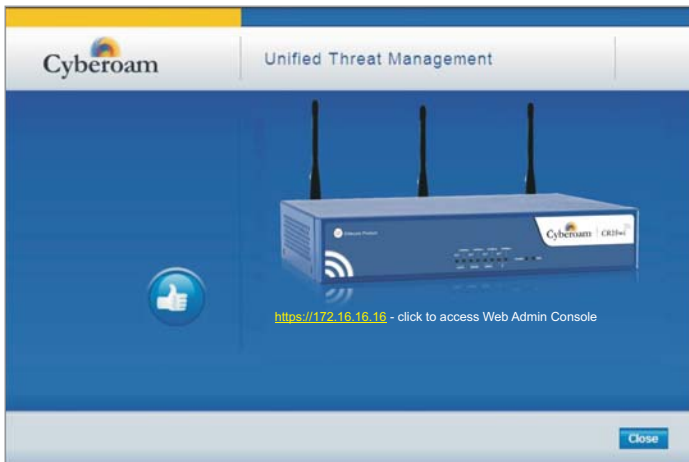 Cyberoam
Unified Threat Management
Cyberoam
https://172.16.16.16 - click to access Web Admin Console
Close